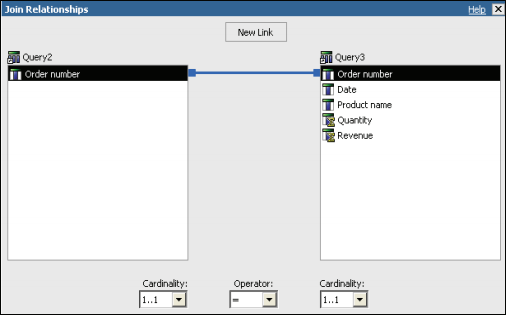 Join Relationships Help
New Link
Query2 Query3
Order number Order number
Date
Product name
Quantity
Revenue
Cardinality: Operator: Cardinality:
1..1 = 1..1